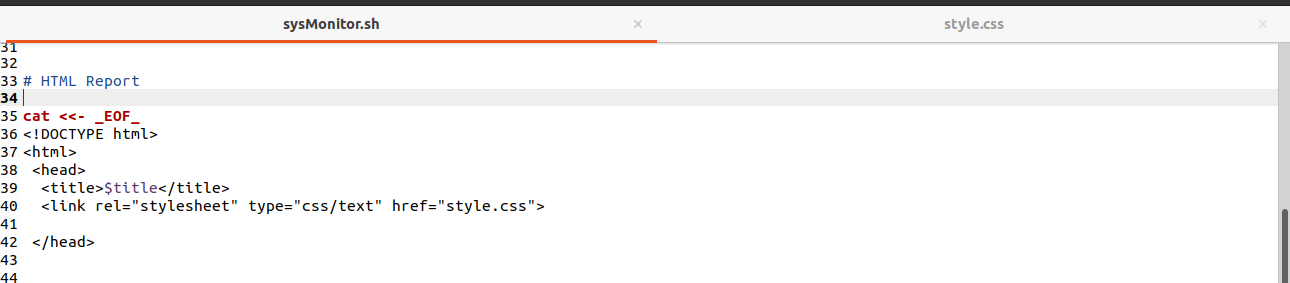 sysMonitor.sh × style.css ×
31
32
33 # HTML Report
34
35 cat <<- _EOF_
36 <!DOCTYPE html>
37 <html>
38  <head>
39   <title>$title</title>
40   <link rel="stylesheet" type="css/text" href="style.css">
41
42  </head>
43
44